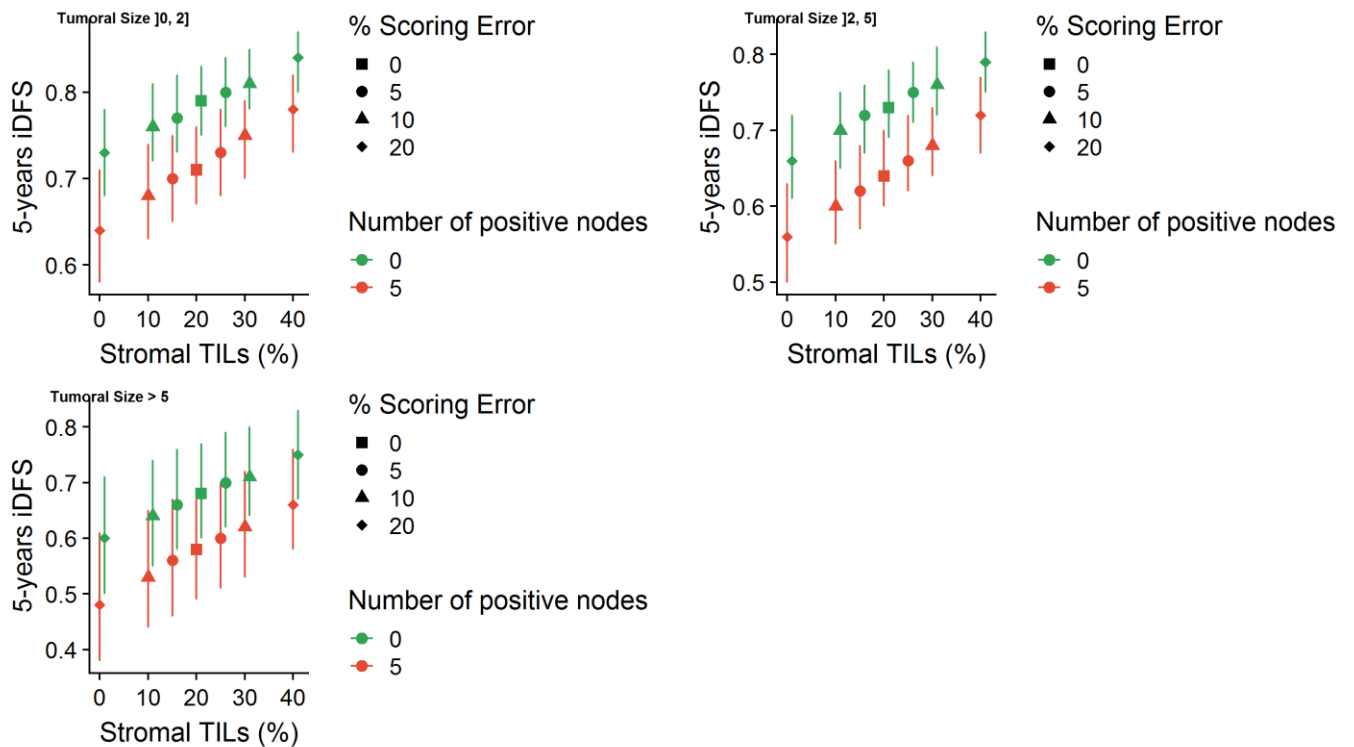 Tumoral Size ]0, 2]
5-years iDFS
0.8
0.7
0.6
0 10 20 30 40
Stromal TILs (%)
% Scoring Error
0
5
10
20
Number of positive nodes
0
5
Tumoral Size ]2, 5]
5-years iDFS
0.8
0.7
0.6
0.5
0 10 20 30 40
Stromal TILs (%)
% Scoring Error
0
5
10
20
Number of positive nodes
0
5
Tumoral Size > 5
5-years iDFS
0.8
0.7
0.6
0.5
0.4
0 10 20 30 40
Stromal TILs (%)
% Scoring Error
0
5
10
20
Number of positive nodes
0
5